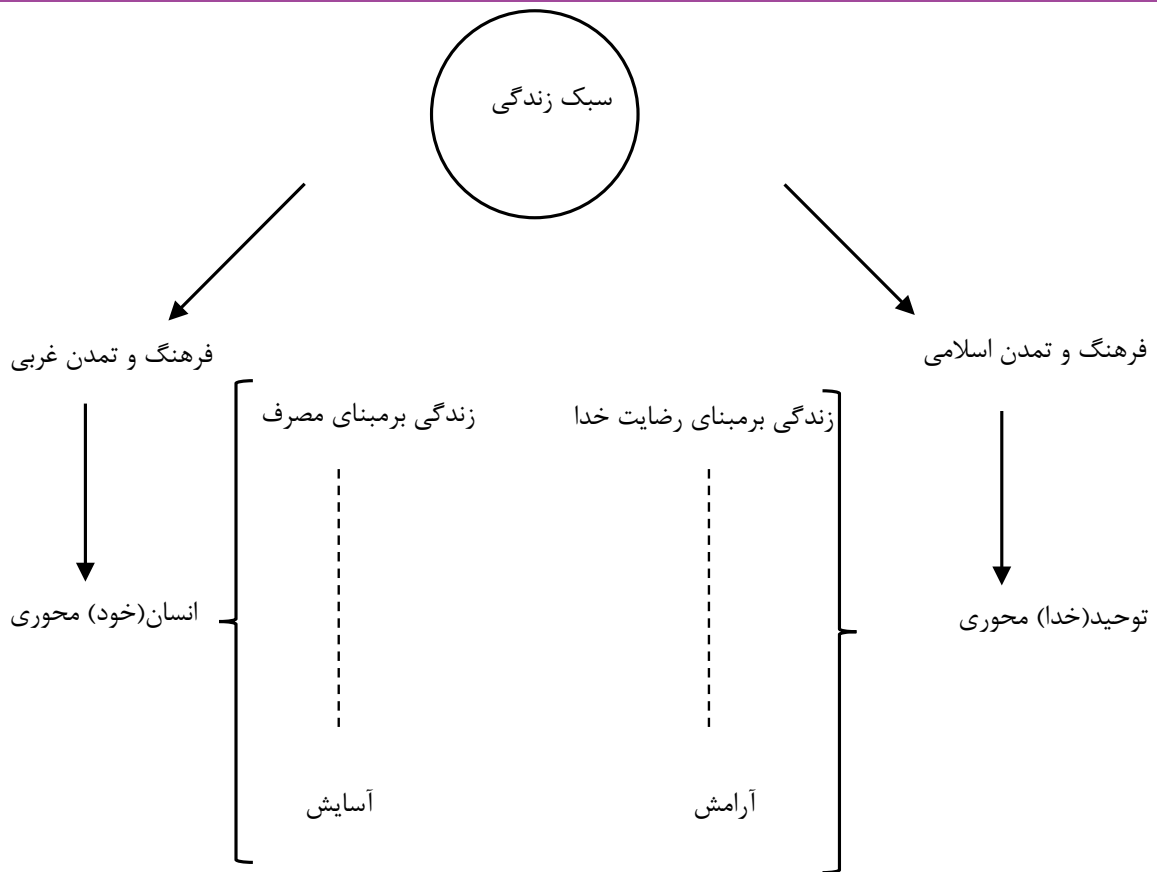 سبک زندگی
فرهنگ و تمدن اسلامی
فرهنگ و تمدن غربی
زندگی برمبنای رضایت خدا
زندگی برمبنای مصرف
توحید(خدا) محوری
انسان(خود) محوری
آرامش
آسایش